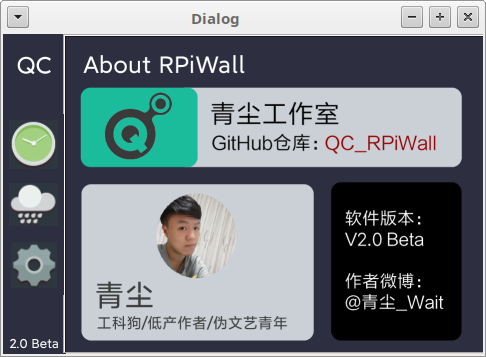 Dialog
QC
About RPiWall
青尘工作室
GitHub仓库：QC_RPiWall
青尘
工科狗/低产作者/伪文艺青年
软件版本：
V2.0 Beta
作者微博：
@青尘_Wait
2.0 Beta